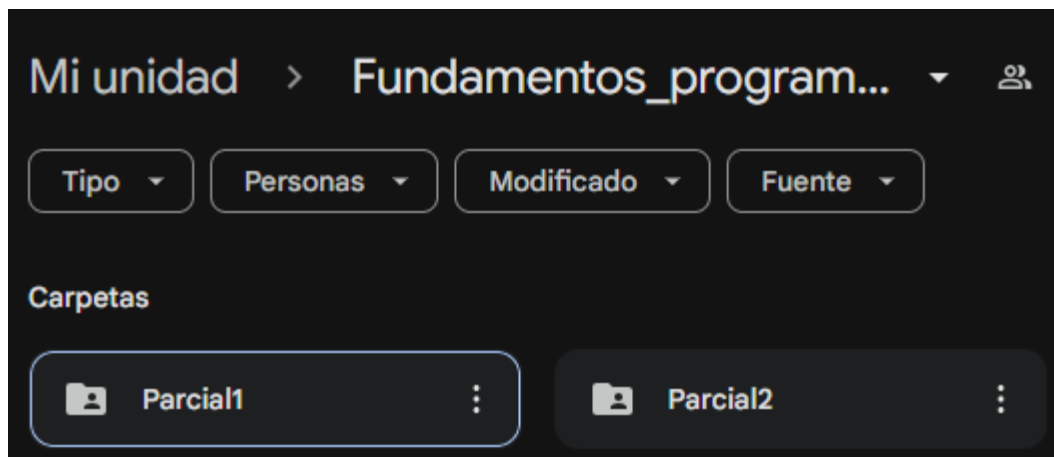 Mi unidad > Fundamentos_program...
Tipo Personas Modificado Fuente
Carpetas
Parcial1 Parcial2